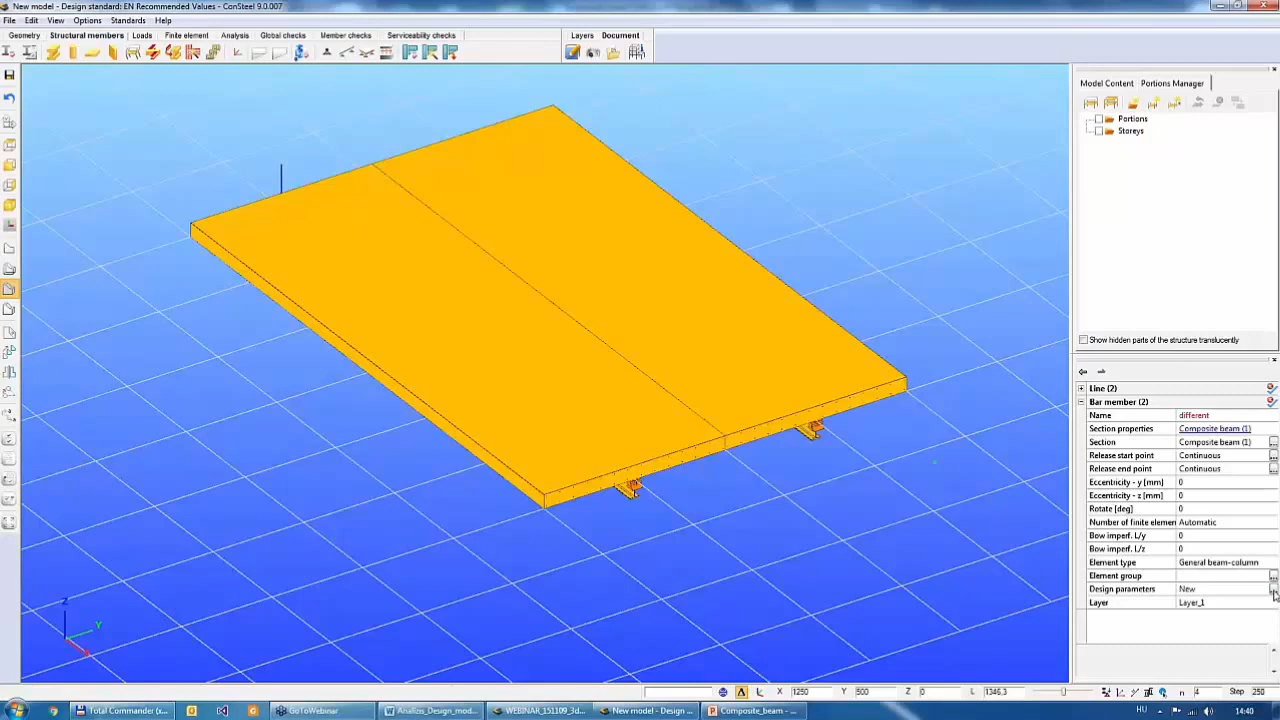 New model - Design standard: EN Recommended Values - ConSteel 9.0.007
File Edit View Options Standards Help
Geometry Structural members Loads Finite element Analysis Global checks Member checks Serviceability checks Layers Document
Model Content Portions Manager
Portions
Storeys
Show hidden parts of the structure translucently
Line (2)
Bar member (2)
Name different
Section properties Composite beam (1)
Section Composite beam (1)
Release start point Continuous
Release end point Continuous
Eccentricity - y [mm] 0
Eccentricity - z [mm] 0
Rotate [deg] 0
Number of finite elemen Automatic
Bow imperf. L/y 0
Bow imperf. L/z 0
Element type General beam-column
Element group
Design parameters New
Layer Layer_1
Z
Y
X
X 1250 Y 500 Z 0 L 1346.3 n 4 Step 250
Total Commander (x... GoToWebinar Analizis_Design_mod... WEBINAR_151109_3d... New model - Design ... Composite_beam - ... HU 14:40